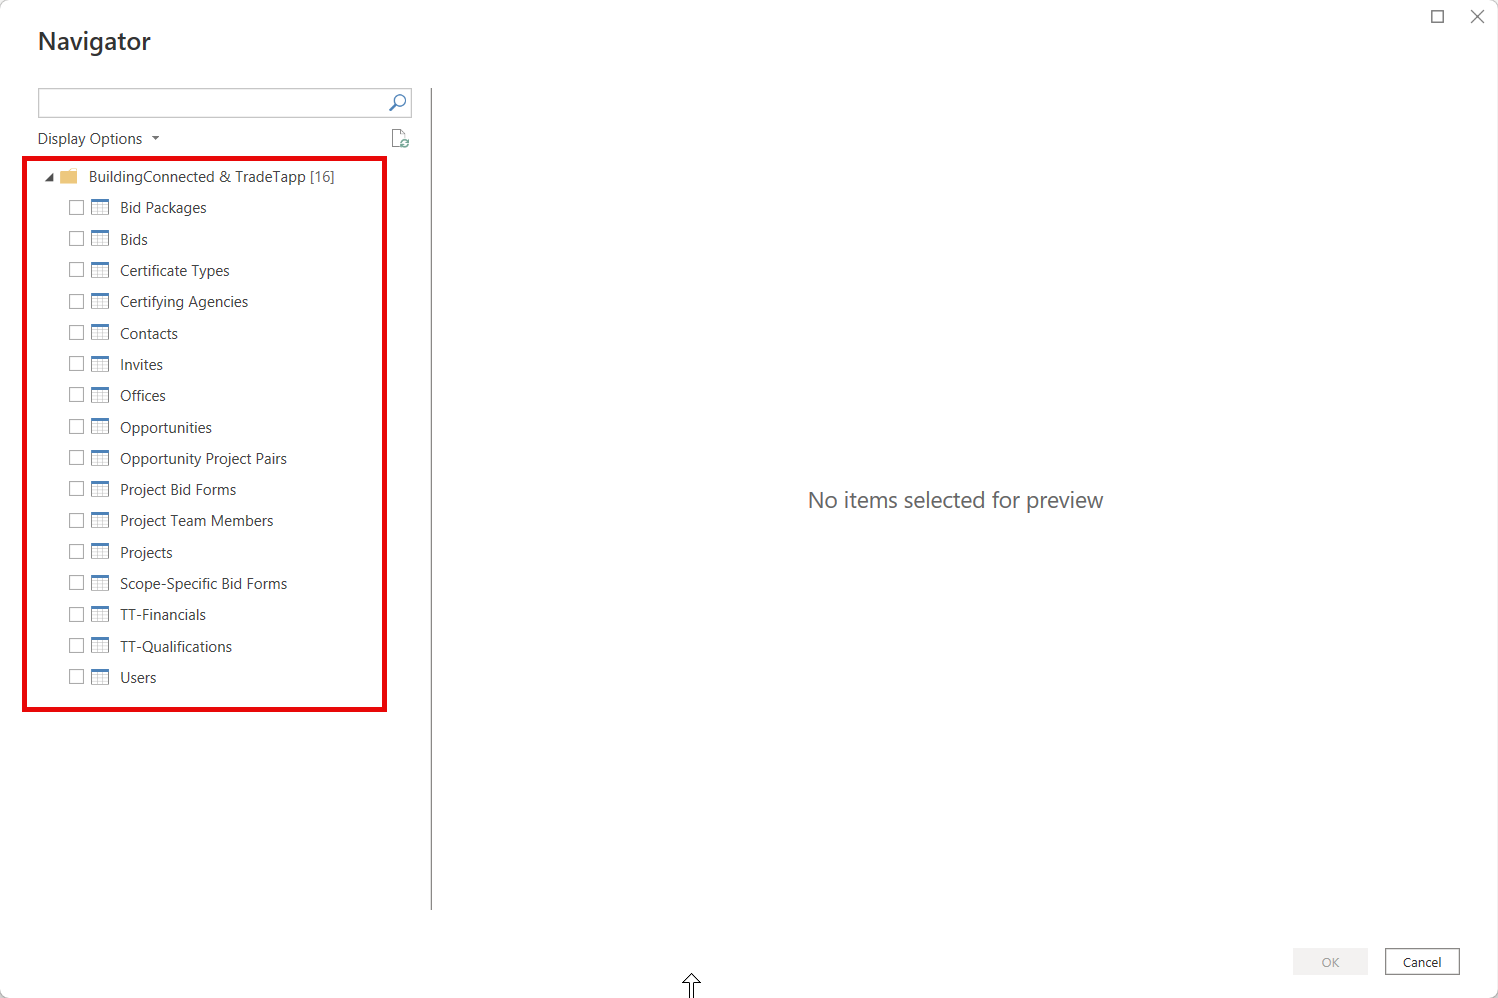 Navigator
Display Options
BuildingConnected & TradeTapp [16]
Bid Packages
Bids
Certificate Types
Certifying Agencies
Contacts
Invites
Offices
Opportunities
Opportunity Project Pairs
Project Bid Forms
Project Team Members
Projects
Scope-Specific Bid Forms
TT-Financials
TT-Qualifications
Users
No items selected for preview
OK
Cancel